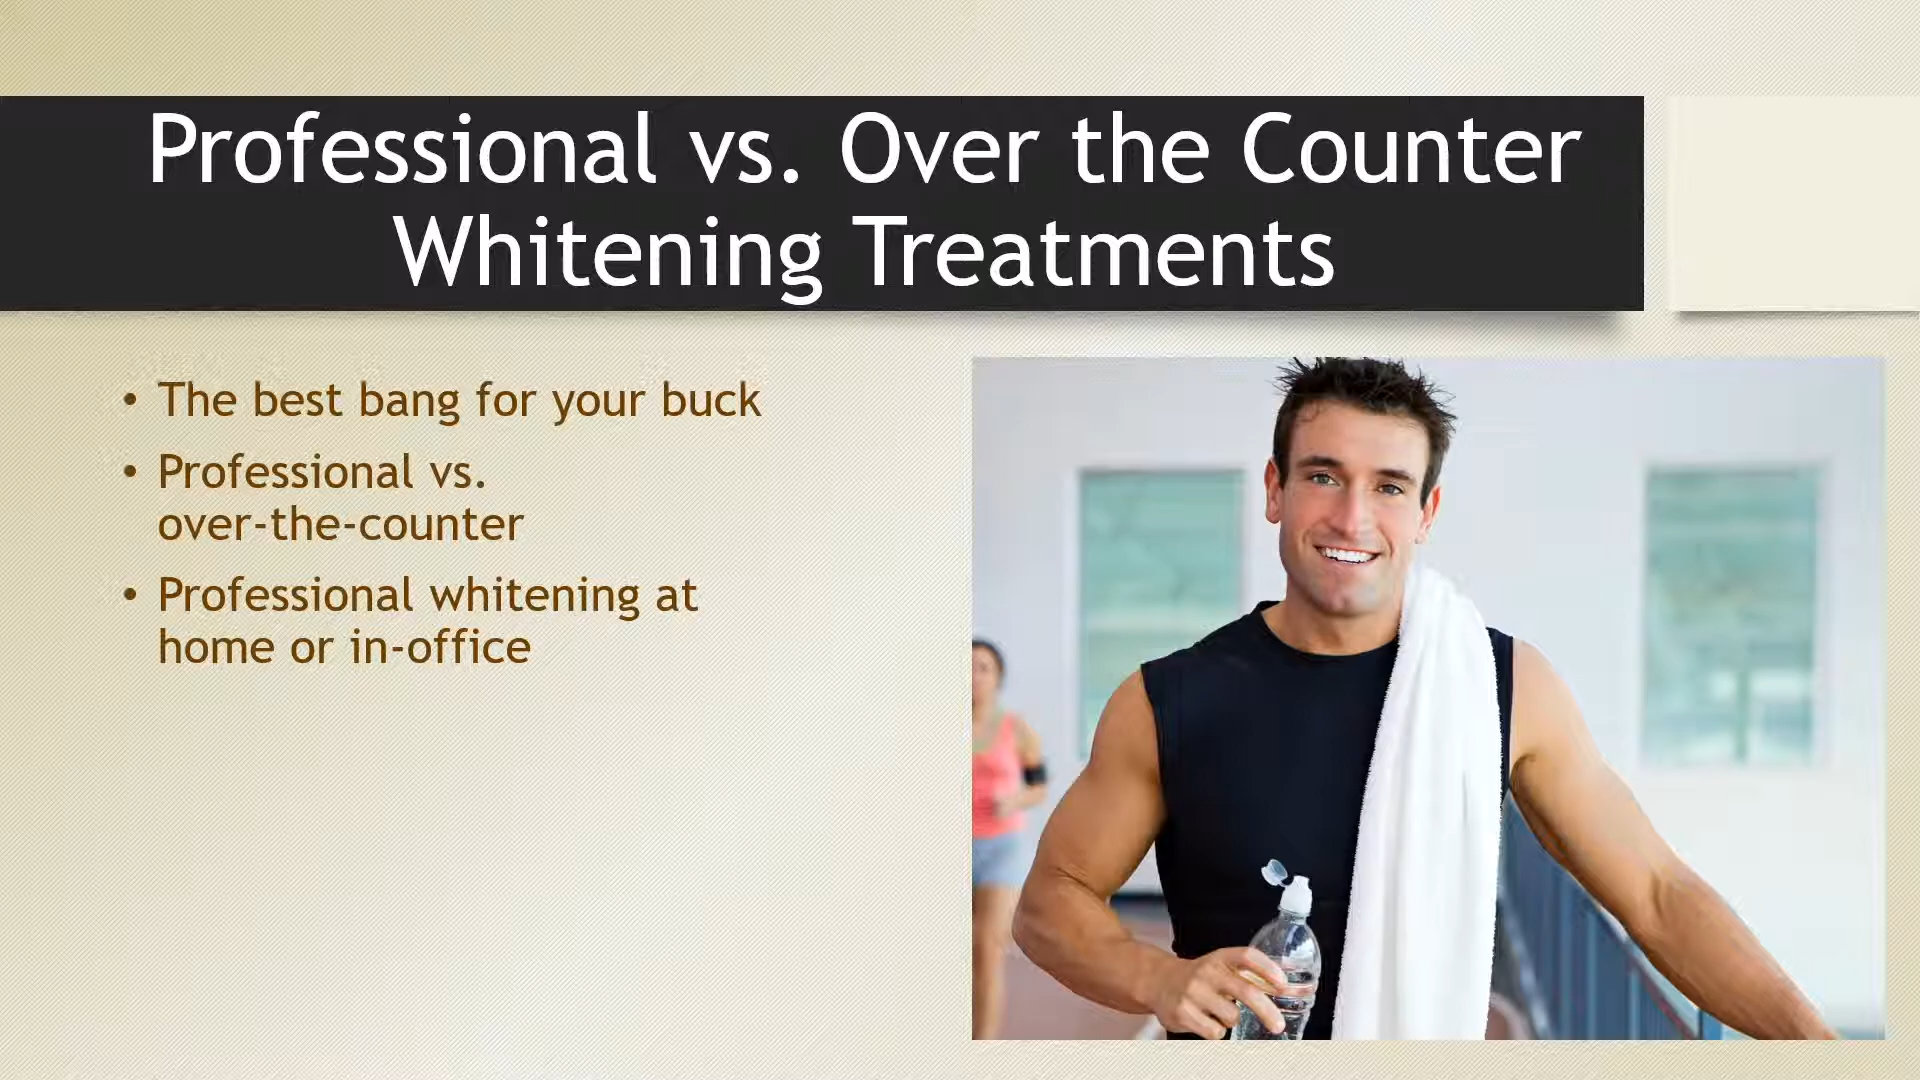 Professional vs. Over the Counter
Whitening Treatments
• The best bang for your buck
• Professional vs.
over-the-counter
• Professional whitening at
home or in-office